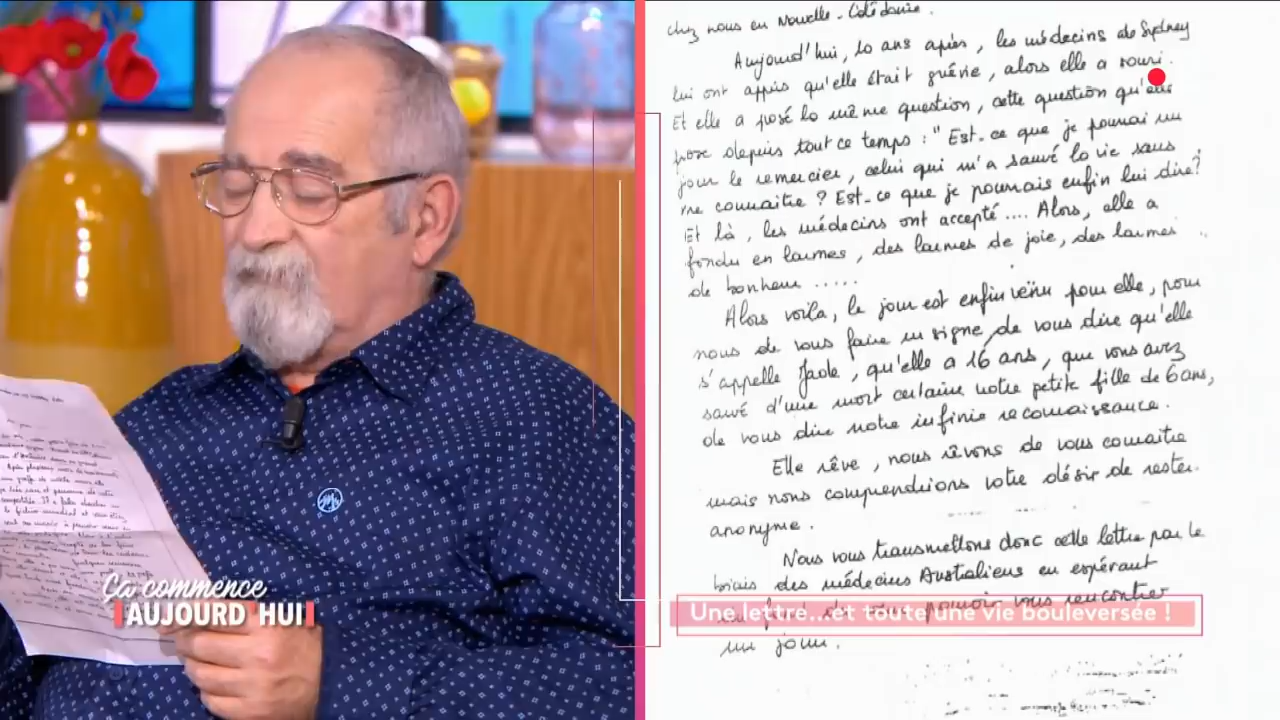 chez nous en Nouvelle-Calédonie.
Aujourd'hui, 10 ans après, les médecins de Sydney
lui ont appris qu'elle était guérie, alors elle a souri.
Et elle a posé la même question, cette question qu'elle
pose depuis tout ce temps : "Est-ce que je pourrai un
jour le remercier, celui qui m'a sauvé la vie sans
me connaître ? Est-ce que je pourrais enfin lui dire?
Et là, les médecins ont accepté .... Alors, elle a
fondu en larmes, des larmes de joie, des larmes
de bonheur .....
Alors voilà, le jour est enfin venu pour elle, pour
nous de vous faire un signe, de vous dire qu'elle
s'appelle Jade, qu'elle a 16 ans, que vous avez
sauvé d'une mort certaine notre petite fille de 6 ans,
de vous dire notre infinie reconnaissance.
Elle rêve, nous rêvons de vous connaître
mais nous comprendrions votre désir de rester
anonyme.
Nous vous transmettons donc cette lettre par le
biais des médecins Australiens en espérant
pouvoir vous rencontrer
un jour.
Ça commence
AUJOURD'HUI
Une lettre...et toute une vie bouleversée !